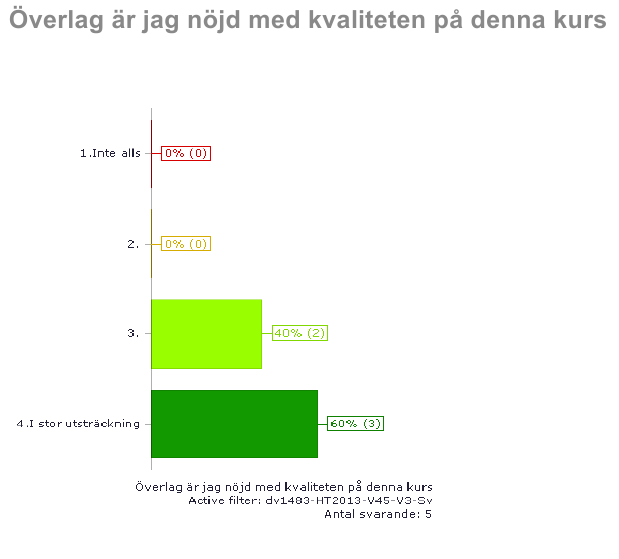 Överlag är jag nöjd med kvaliteten på denna kurs
1.Inte alls
0% (0)
2.
0% (0)
3.
40% (2)
4.I stor utsträckning
60% (3)
Överlag är jag nöjd med kvaliteten på denna kurs
Active filter: dv1483-HT2013-V45-V3-Sv
Antal svarande: 5